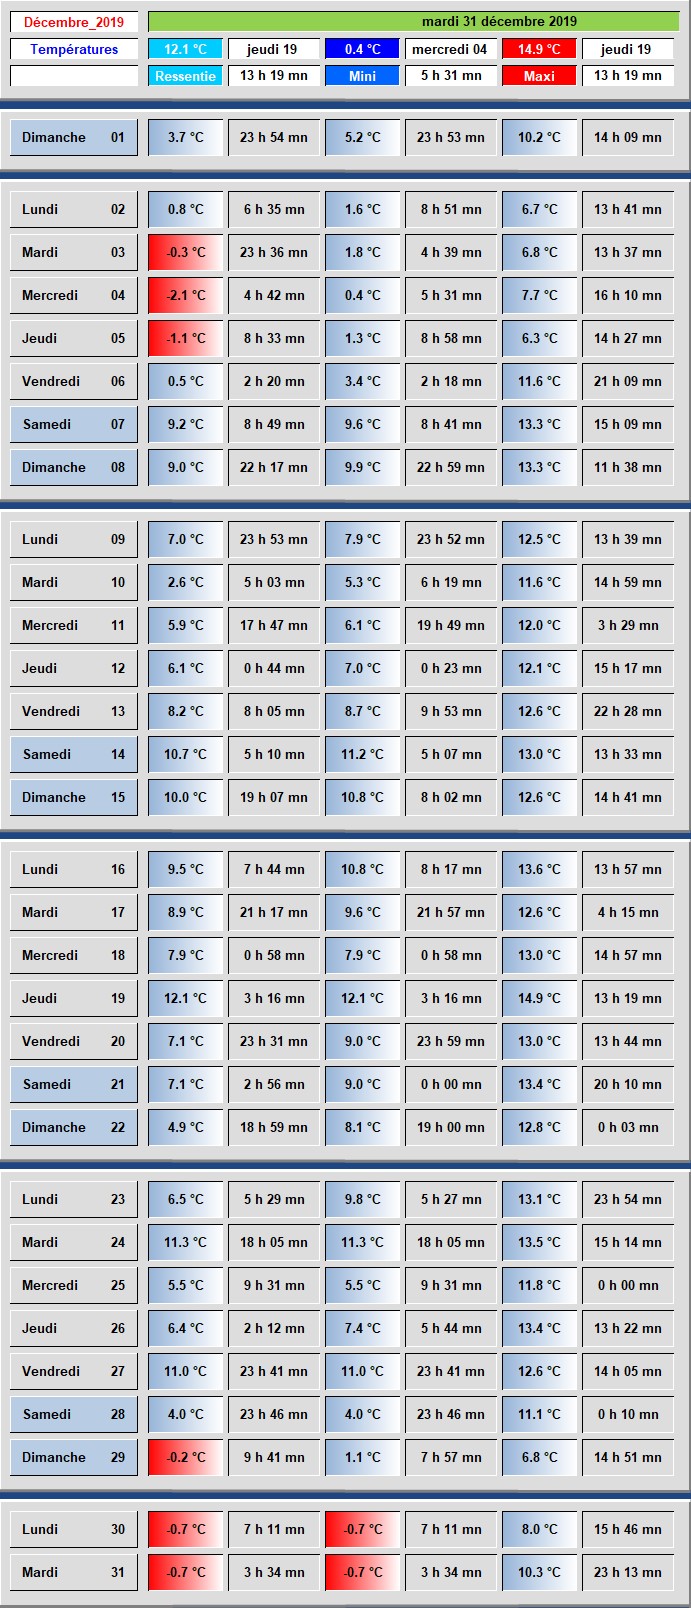 Décembre_2019 mardi 31 décembre 2019
Températures 12.1 °C jeudi 19 0.4 °C mercredi 04 14.9 °C jeudi 19
Ressentie 13 h 19 mn Mini 5 h 31 mn Maxi 13 h 19 mn
Dimanche 01 3.7 °C 23 h 54 mn 5.2 °C 23 h 53 mn 10.2 °C 14 h 09 mn
Lundi 02 0.8 °C 6 h 35 mn 1.6 °C 8 h 51 mn 6.7 °C 13 h 41 mn
Mardi 03 -0.3 °C 23 h 36 mn 1.8 °C 4 h 39 mn 6.8 °C 13 h 37 mn
Mercredi 04 -2.1 °C 4 h 42 mn 0.4 °C 5 h 31 mn 7.7 °C 16 h 10 mn
Jeudi 05 -1.1 °C 8 h 33 mn 1.3 °C 8 h 58 mn 6.3 °C 14 h 27 mn
Vendredi 06 0.5 °C 2 h 20 mn 3.4 °C 2 h 18 mn 11.6 °C 21 h 09 mn
Samedi 07 9.2 °C 8 h 49 mn 9.6 °C 8 h 41 mn 13.3 °C 15 h 09 mn
Dimanche 08 9.0 °C 22 h 17 mn 9.9 °C 22 h 59 mn 13.3 °C 11 h 38 mn
Lundi 09 7.0 °C 23 h 53 mn 7.9 °C 23 h 52 mn 12.5 °C 13 h 39 mn
Mardi 10 2.6 °C 5 h 03 mn 5.3 °C 6 h 19 mn 11.6 °C 14 h 59 mn
Mercredi 11 5.9 °C 17 h 47 mn 6.1 °C 19 h 49 mn 12.0 °C 3 h 29 mn
Jeudi 12 6.1 °C 0 h 44 mn 7.0 °C 0 h 23 mn 12.1 °C 15 h 17 mn
Vendredi 13 8.2 °C 8 h 05 mn 8.7 °C 9 h 53 mn 12.6 °C 22 h 28 mn
Samedi 14 10.7 °C 5 h 10 mn 11.2 °C 5 h 07 mn 13.0 °C 13 h 33 mn
Dimanche 15 10.0 °C 19 h 07 mn 10.8 °C 8 h 02 mn 12.6 °C 14 h 41 mn
Lundi 16 9.5 °C 7 h 44 mn 10.8 °C 8 h 17 mn 13.6 °C 13 h 57 mn
Mardi 17 8.9 °C 21 h 17 mn 9.6 °C 21 h 57 mn 12.6 °C 4 h 15 mn
Mercredi 18 7.9 °C 0 h 58 mn 7.9 °C 0 h 58 mn 13.0 °C 14 h 57 mn
Jeudi 19 12.1 °C 3 h 16 mn 12.1 °C 3 h 16 mn 14.9 °C 13 h 19 mn
Vendredi 20 7.1 °C 23 h 31 mn 9.0 °C 23 h 59 mn 13.0 °C 13 h 44 mn
Samedi 21 7.1 °C 2 h 56 mn 9.0 °C 0 h 00 mn 13.4 °C 20 h 10 mn
Dimanche 22 4.9 °C 18 h 59 mn 8.1 °C 19 h 00 mn 12.8 °C 0 h 03 mn
Lundi 23 6.5 °C 5 h 29 mn 9.8 °C 5 h 27 mn 13.1 °C 23 h 54 mn
Mardi 24 11.3 °C 18 h 05 mn 11.3 °C 18 h 05 mn 13.5 °C 15 h 14 mn
Mercredi 25 5.5 °C 9 h 31 mn 5.5 °C 9 h 31 mn 11.8 °C 0 h 00 mn
Jeudi 26 6.4 °C 2 h 12 mn 7.4 °C 5 h 44 mn 13.4 °C 13 h 22 mn
Vendredi 27 11.0 °C 23 h 41 mn 11.0 °C 23 h 41 mn 12.6 °C 14 h 05 mn
Samedi 28 4.0 °C 23 h 46 mn 4.0 °C 23 h 46 mn 11.1 °C 0 h 10 mn
Dimanche 29 -0.2 °C 9 h 41 mn 1.1 °C 7 h 57 mn 6.8 °C 14 h 51 mn
Lundi 30 -0.7 °C 7 h 11 mn -0.7 °C 7 h 11 mn 8.0 °C 15 h 46 mn
Mardi 31 -0.7 °C 3 h 34 mn -0.7 °C 3 h 34 mn 10.3 °C 23 h 13 mn